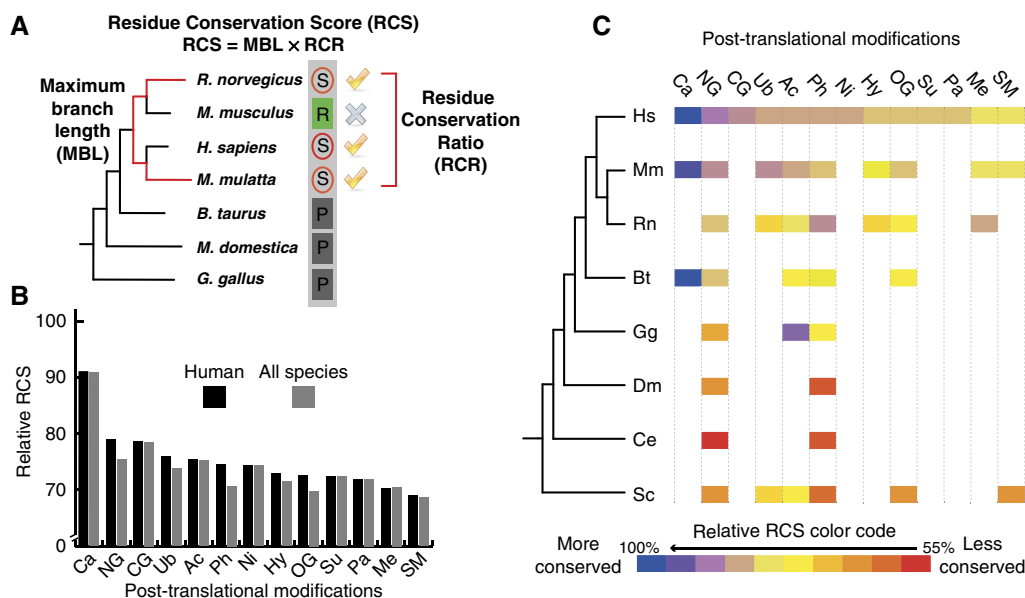 A
Residue Conservation Score (RCS)
RCS = MBL × RCR
Maximum
branch
length
(MBL)
R. norvegicus S
M. musculus R
H. sapiens S
M. mulatta S
B. taurus P
M. domestica P
G. gallus P
Residue
Conservation
Ratio
(RCR)
B
Relative RCS
100
90
80
70
0
Human All species
Ca NG CG Ub Ac Ph Ni Hy OG Su Pa Me SM
Post-translational modifications
C
Post-translational modifications
Ca NG CG Ub Ac Ph Ni Hy OG Su Pa Me SM
Hs
Mm
Rn
Bt
Gg
Dm
Ce
Sc
Relative RCS color code
More
conserved
100%
55%
Less
conserved